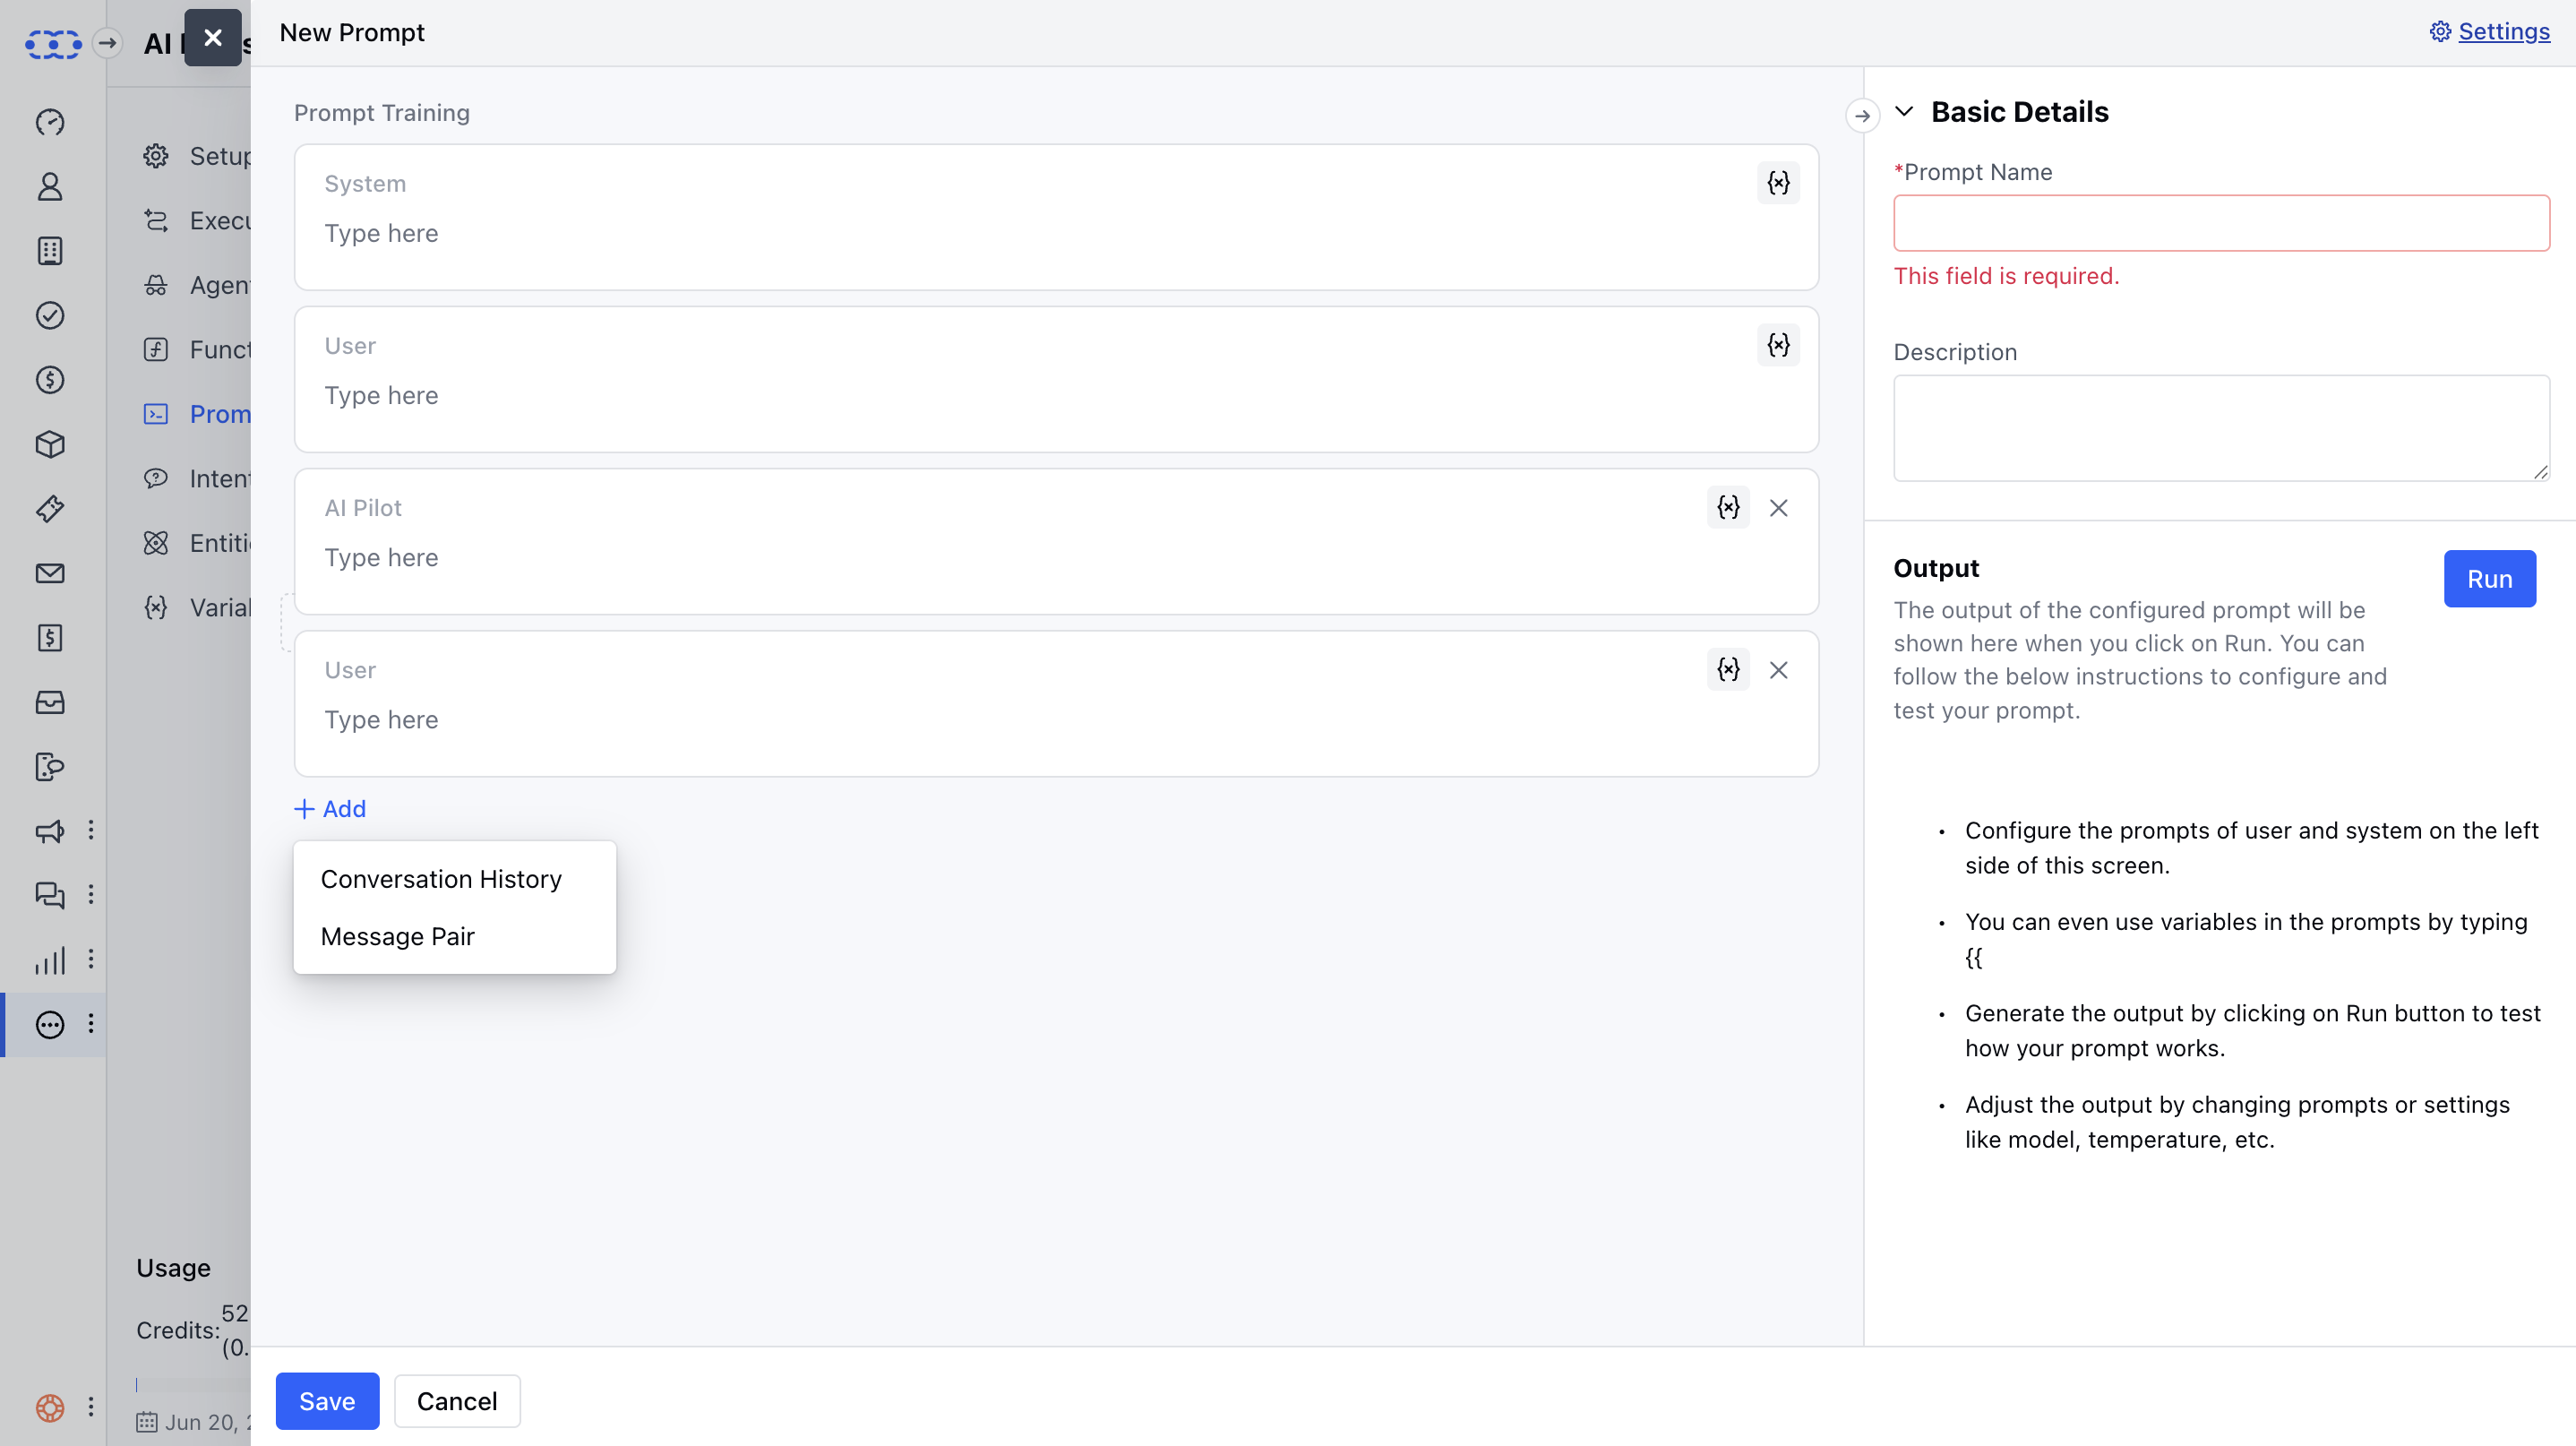 New Prompt
Settings
AI
Setup
Execu
Agen
Funct
Prom
Inten
Entiti
Varial
Usage
Credits:
52
(0.
Jun 20, 2
Prompt Training
System
{x}
Type here
User
{x}
Type here
AI Pilot
{x}
Type here
User
{x}
Type here
+ Add
Conversation History
Message Pair
Save
Cancel
Basic Details
*Prompt Name
This field is required.
Description
Output
Run
The output of the configured prompt will be
shown here when you click on Run. You can
follow the below instructions to configure and
test your prompt.
• Configure the prompts of user and system on the left
side of this screen.
• You can even use variables in the prompts by typing
{{
• Generate the output by clicking on Run button to test
how your prompt works.
• Adjust the output by changing prompts or settings
like model, temperature, etc.